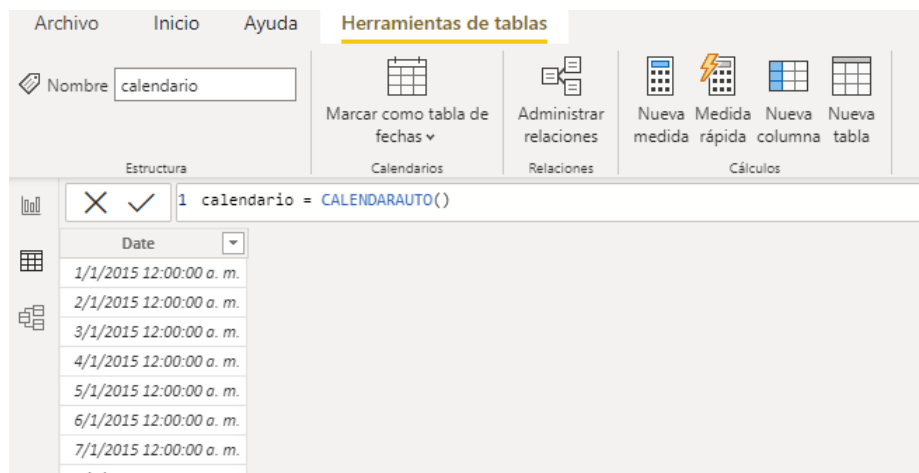 Archivo Inicio Ayuda Herramientas de tablas
Nombre calendario
Marcar como tabla de
fechas
Administrar
relaciones
Nueva Medida Nueva Nueva
medida rápida columna tabla
Estructura Calendarios Relaciones Cálculos
1 calendario = CALENDARAUTO()
Date
1/1/2015 12:00:00 a. m.
2/1/2015 12:00:00 a. m.
3/1/2015 12:00:00 a. m.
4/1/2015 12:00:00 a. m.
5/1/2015 12:00:00 a. m.
6/1/2015 12:00:00 a. m.
7/1/2015 12:00:00 a. m.